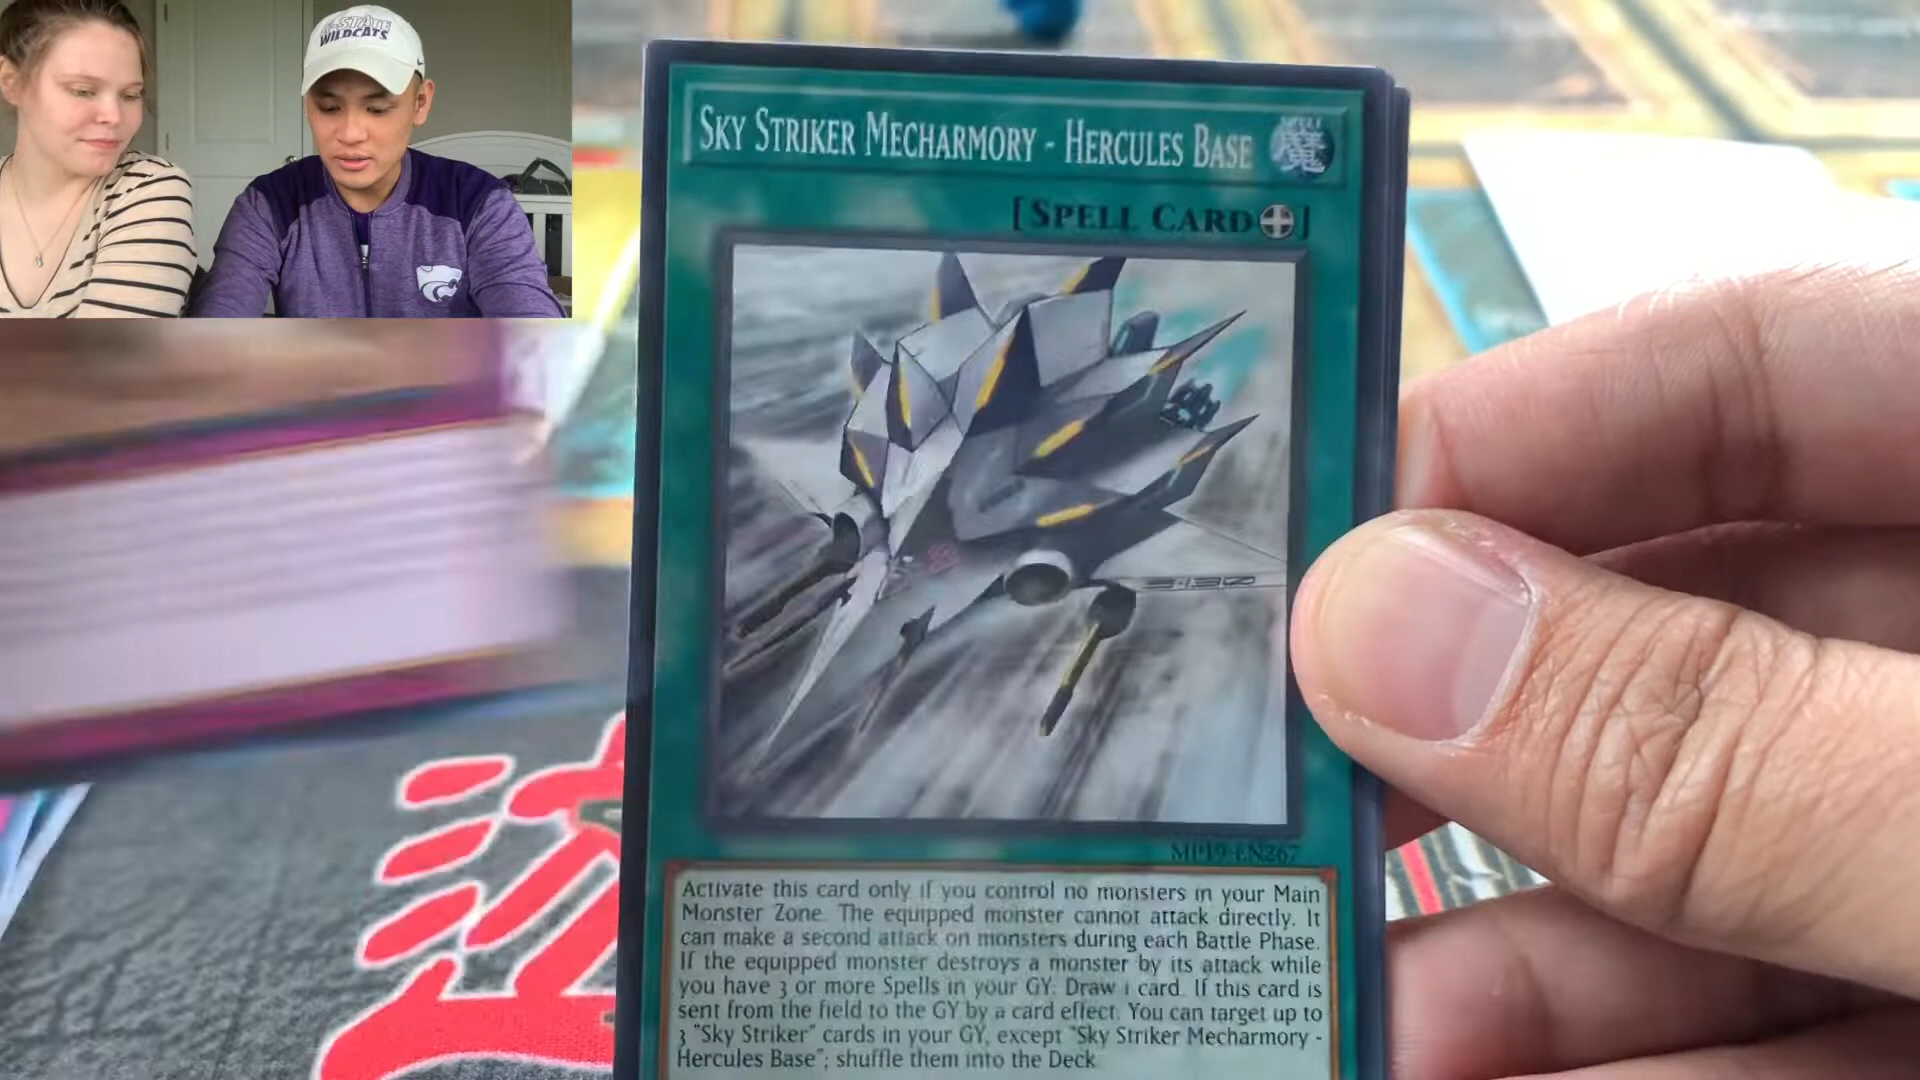 STATE
WILDCATS
SKY STRIKER MECHARMORY - HERCULES BASE
SPELL
魔
[SPELL CARD]
S-130
MP19-EN267
Activate this card only if you control no monsters in your Main
Monster Zone. The equipped monster cannot attack directly. It
can make a second attack on monsters during each Battle Phase.
If the equipped monster destroys a monster by its attack while
you have 3 or more Spells in your GY: Draw 1 card. If this card is
sent from the field to the GY by a card effect: You can target up to
3 "Sky Striker" cards in your GY, except "Sky Striker Mecharmory -
Hercules Base"; shuffle them into the Deck.